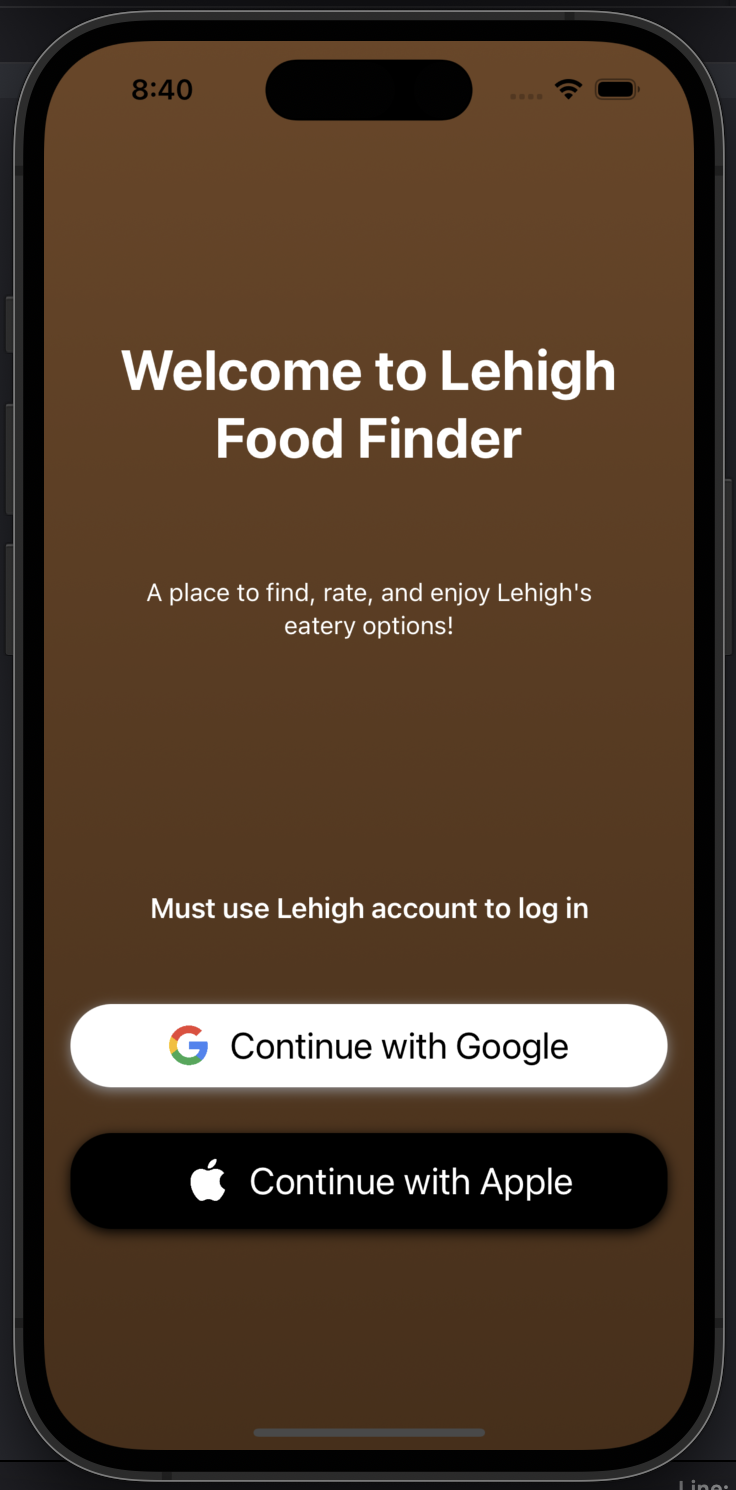 8:40
Welcome to Lehigh
Food Finder
A place to find, rate, and enjoy Lehigh's
eatery options!
Must use Lehigh account to log in
Continue with Google
Continue with Apple
Line: